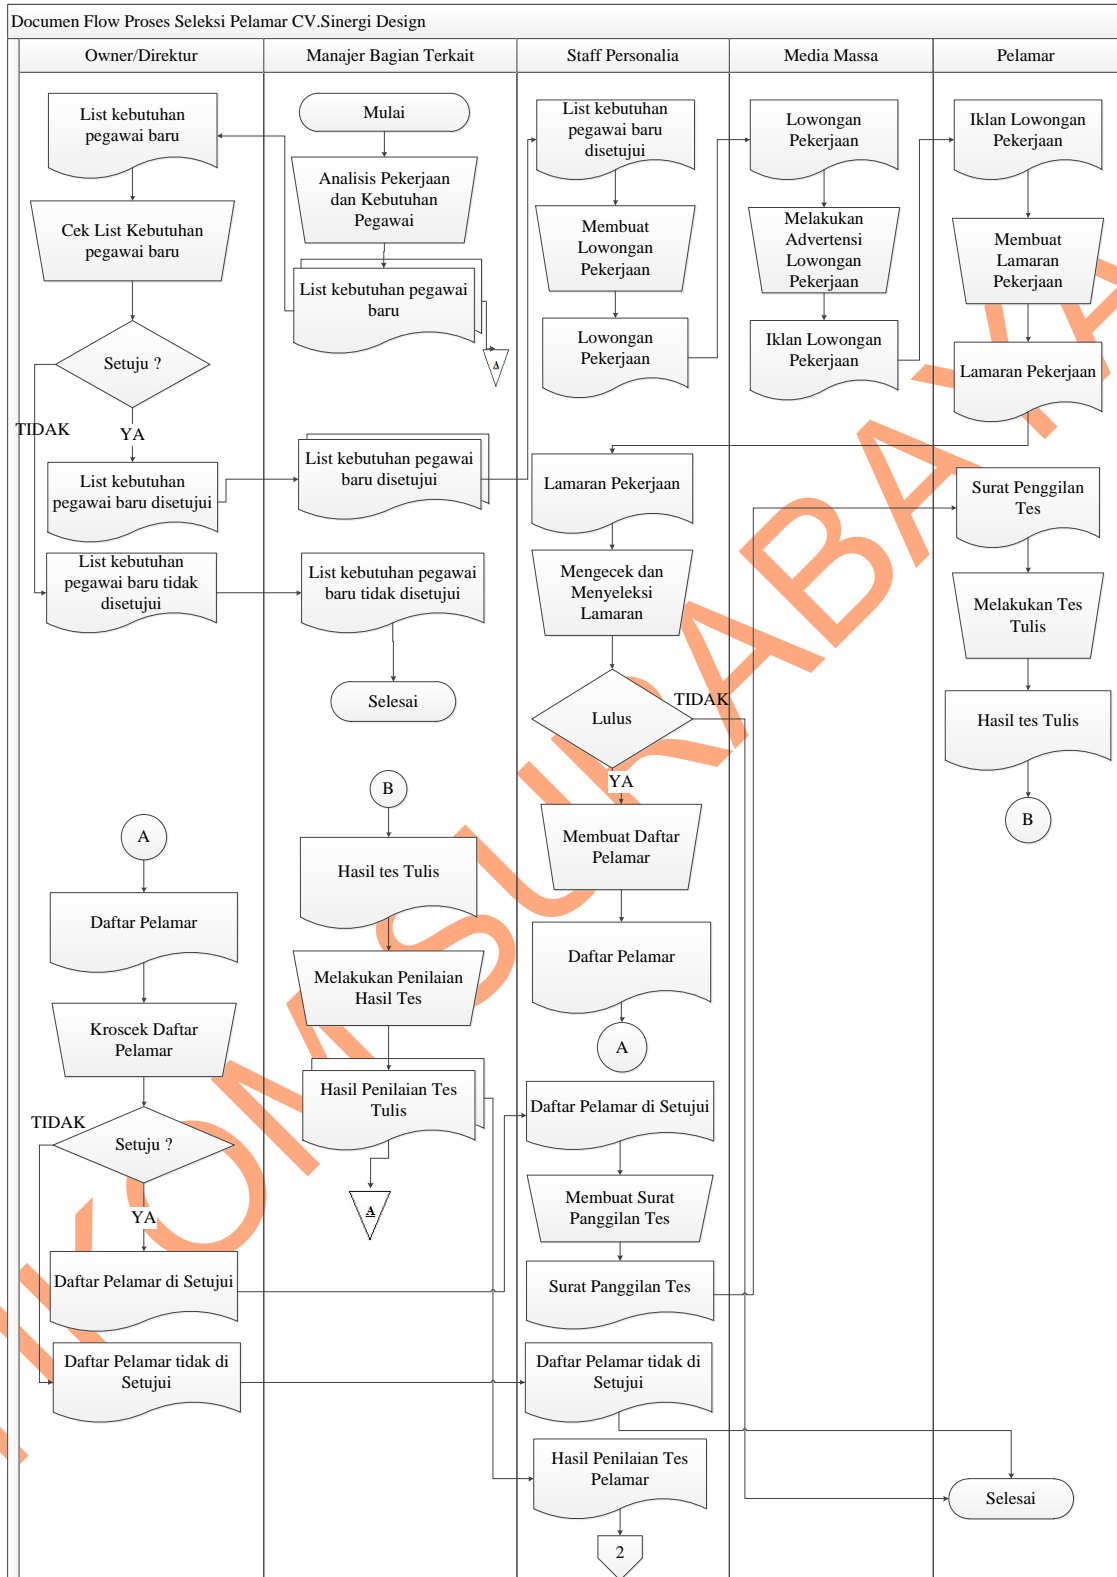 Documen Flow Proses Seleksi Pelamar CV.Sinergi Design
Owner/Direktur
Manajer Bagian Terkait
Staff Personalia
Media Massa
Pelamar
List kebutuhan
pegawai baru
Cek List Kebutuhan
pegawai baru
Setuju ?
TIDAK
YA
List kebutuhan
pegawai baru disetujui
List kebutuhan
pegawai baru tidak
disetujui
A
Daftar Pelamar
Kroscek Daftar
Pelamar
TIDAK
Setuju ?
YA
Daftar Pelamar di Setujui
Daftar Pelamar tidak di
Setujui
Mulai
Analisis Pekerjaan
dan Kebutuhan
Pegawai
List kebutuhan pegawai
baru
A
List kebutuhan pegawai
baru disetujui
List kebutuhan pegawai
baru tidak disetujui
Selesai
B
Hasil tes Tulis
Melakukan Penilaian
Hasil Tes
Hasil Penilaian Tes
Tulis
A
List kebutuhan
pegawai baru
disetujui
Membuat
Lowongan
Pekerjaan
Lowongan
Pekerjaan
Lamaran Pekerjaan
Mengecek dan
Menyeleksi
Lamaran
TIDAK
Lulus
YA
Membuat Daftar
Pelamar
Daftar Pelamar
A
Daftar Pelamar di Setujui
Membuat Surat
Panggilan Tes
Surat Panggilan Tes
Daftar Pelamar tidak di
Setujui
Hasil Penilaian Tes
Pelamar
2
Lowongan
Pekerjaan
Melakukan
Advertensi
Lowongan
Pekerjaan
Iklan Lowongan
Pekerjaan
Iklan Lowongan
Pekerjaan
Membuat
Lamaran
Pekerjaan
Lamaran Pekerjaan
Surat Penggilan
Tes
Melakukan Tes
Tulis
Hasil tes Tulis
B
Selesai
IKOM SURABAYA